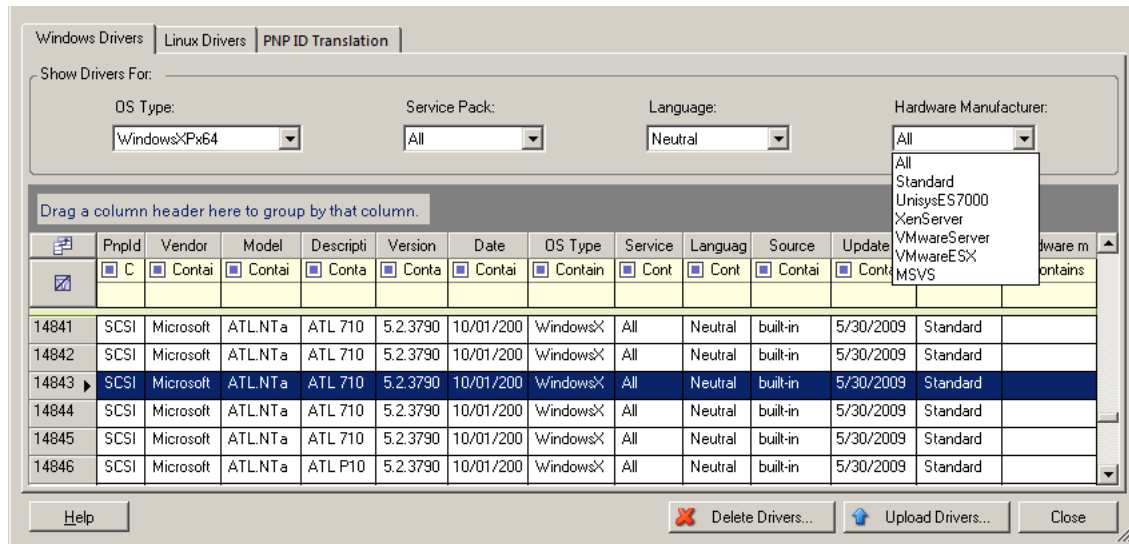 Windows Drivers Linux Drivers PNP ID Translation
Show Drivers For:
OS Type: Service Pack: Language: Hardware Manufacturer:
WindowsXPx64 All Neutral All
All
Standard
UnisysES7000
XenServer
VMwareServer
VMwareESX
MSVS
Drag a column header here to group by that column.
PnpId Vendor Model Descripti Version Date OS Type Service Languag Source Update dware m
C Contai Contai Conta Conta Contai Contain Cont Cont Contai Conta ontains
14841 SCSI Microsoft ATL.NTa ATL 710 5.2.3790 10/01/200 WindowsX All Neutral built-in 5/30/2009 Standard
14842 SCSI Microsoft ATL.NTa ATL 710 5.2.3790 10/01/200 WindowsX All Neutral built-in 5/30/2009 Standard
14843 SCSI Microsoft ATL.NTa ATL 710 5.2.3790 10/01/200 WindowsX All Neutral built-in 5/30/2009 Standard
14844 SCSI Microsoft ATL.NTa ATL 710 5.2.3790 10/01/200 WindowsX All Neutral built-in 5/30/2009 Standard
14845 SCSI Microsoft ATL.NTa ATL 710 5.2.3790 10/01/200 WindowsX All Neutral built-in 5/30/2009 Standard
14846 SCSI Microsoft ATL.NTa ATL P10 5.2.3790 10/01/200 WindowsX All Neutral built-in 5/30/2009 Standard
Help Delete Drivers... Upload Drivers... Close